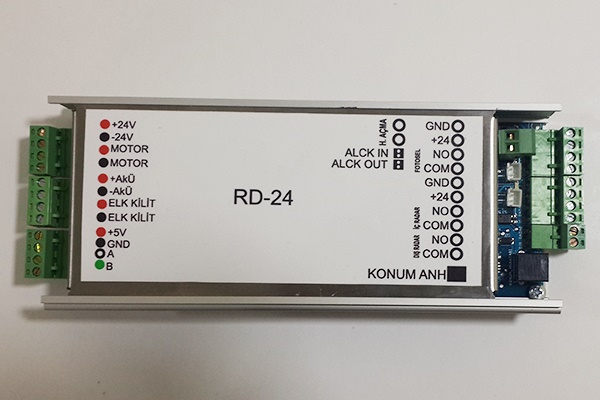 +24V
-24V
MOTOR
MOTOR
+AKÜ
-AKÜ
ELK KİLİT
ELK KİLİT
+5V
GND
A
B
RD-24
H. AÇMA
ALCK IN
ALCK OUT
FOTOSEL
GND
+24
NO
COM
GND
+24
İÇ RADAR
NO
COM
DIŞ RADAR
NO
COM
KONUM ANH